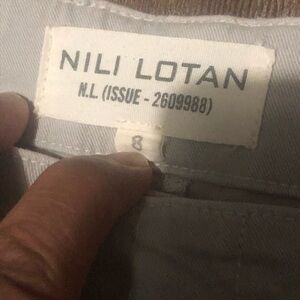 NILI LOTAN
N.L. (ISSUE - 2609988)
8